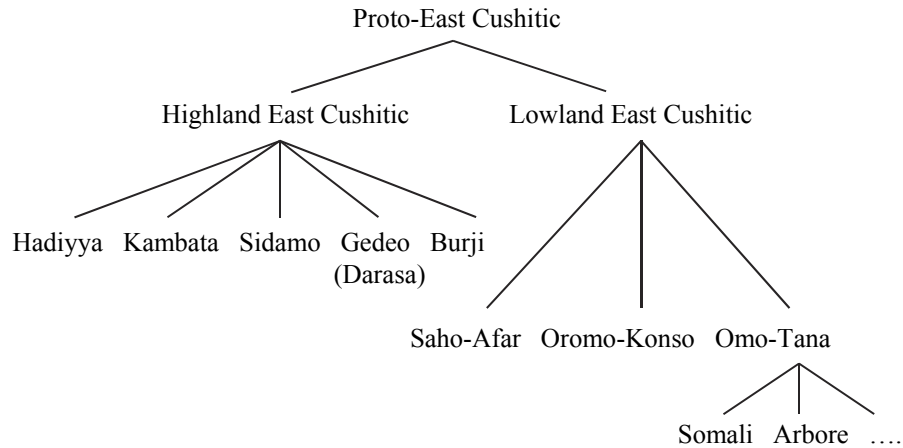 Proto-East Cushitic
Highland East Cushitic Lowland East Cushitic
Hadiyya Kambata Sidamo Gedeo Burji
(Darasa)
Saho-Afar Oromo-Konso Omo-Tana
Somali Arbore ….